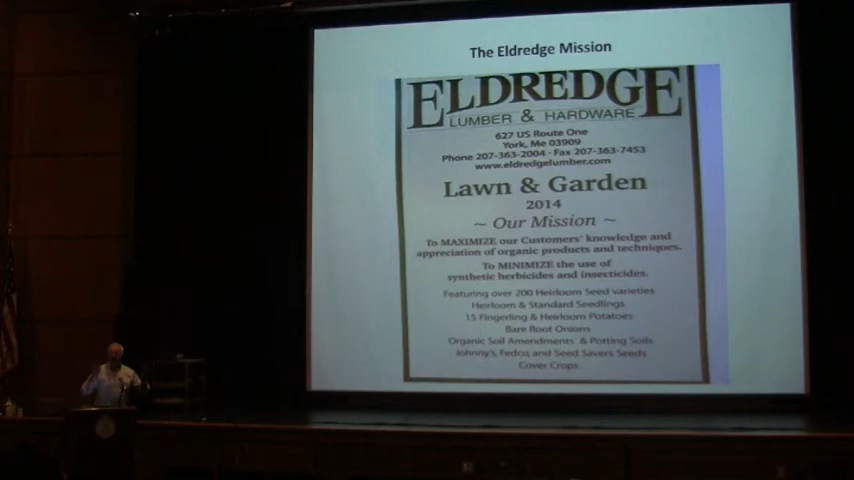 The Eldredge Mission
ELDREDGE
LUMBER & HARDWARE
627 US Route One
York, Me 03909
Phone 207-363-2004 · Fax 207-363-7453
www.eldredgelumber.com
Lawn & Garden
2014
~ Our Mission ~
To MAXIMIZE our Customers' knowledge and
appreciation of organic products and techniques.
To MINIMIZE the use of
synthetic herbicides and insecticides.
Featuring over 200 Heirloom Seed varieties
Heirloom & Standard Seedlings
15 Fingerling & Heirloom Potatoes
Bare Root Onions
Organic Soil Amendments & Potting Soils
Johnny's, Fedco, and Seed Savers Seeds
Cover Crops